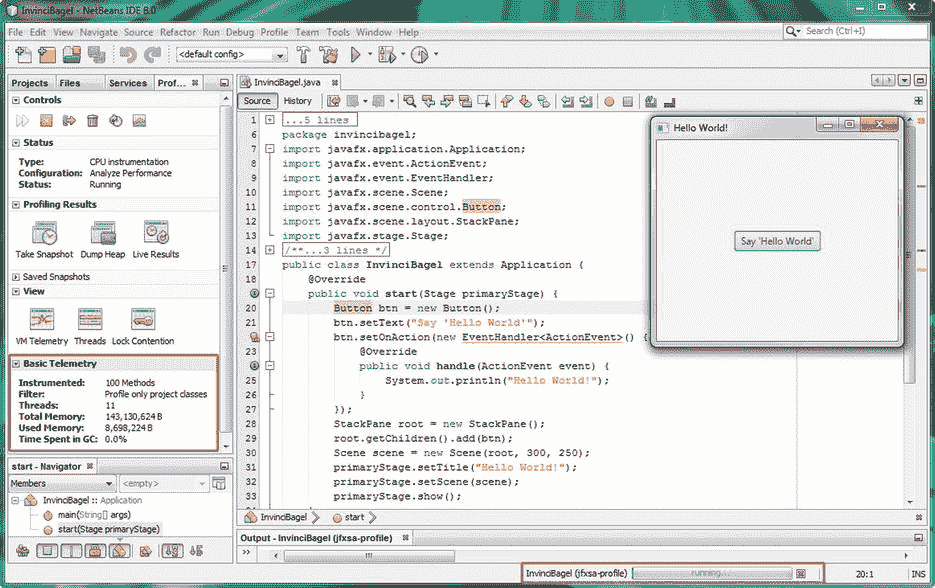 InvinciBagel - NetBeans IDE 8.0
File Edit View Navigate Source Refactor Run Debug Profile Team Tools Window Help
Search (Ctrl+I)
<default config>
Projects Files Services Prof...
Controls
Status
Type: CPU instrumentation
Configuration: Analyze Performance
Status: Running
Profiling Results
Take Snapshot Dump Heap Live Results
Saved Snapshots
View
VM Telemetry Threads Lock Contention
Basic Telemetry
Instrumented: 100 Methods
Filter: Profile only project classes
Threads: 11
Total Memory: 143,130,624 B
Used Memory: 8,698,224 B
Time Spent in GC: 0.0%
start - Navigator
Members <empty>
InvinciBagel :: Application
main(String[] args)
start(Stage primaryStage)
InvinciBagel.java
Source History
1 ...5 lines
6 package invincibagel;
7 import javafx.application.Application;
8 import javafx.event.ActionEvent;
9 import javafx.event.EventHandler;
10 import javafx.scene.Scene;
11 import javafx.scene.control.Button;
12 import javafx.scene.layout.StackPane;
13 import javafx.stage.Stage;
14 /**...3 lines */
17 public class InvinciBagel extends Application {
18 @Override
public void start(Stage primaryStage) {
20 Button btn = new Button();
21 btn.setText("Say 'Hello World'");
btn.setOnAction(new EventHandler<ActionEvent>() {
23 @Override
public void handle(ActionEvent event) {
25 System.out.println("Hello World!");
26 }
27 });
28 StackPane root = new StackPane();
29 root.getChildren().add(btn);
30 Scene scene = new Scene(root, 300, 250);
31 primaryStage.setTitle("Hello World!");
32 primaryStage.setScene(scene);
33 primaryStage.show();
InvinciBagel start
Hello World!
Say 'Hello World'
Output - InvinciBagel (jfxsa-profile)
InvinciBagel (jfxsa-profile) running...
20:1 INS